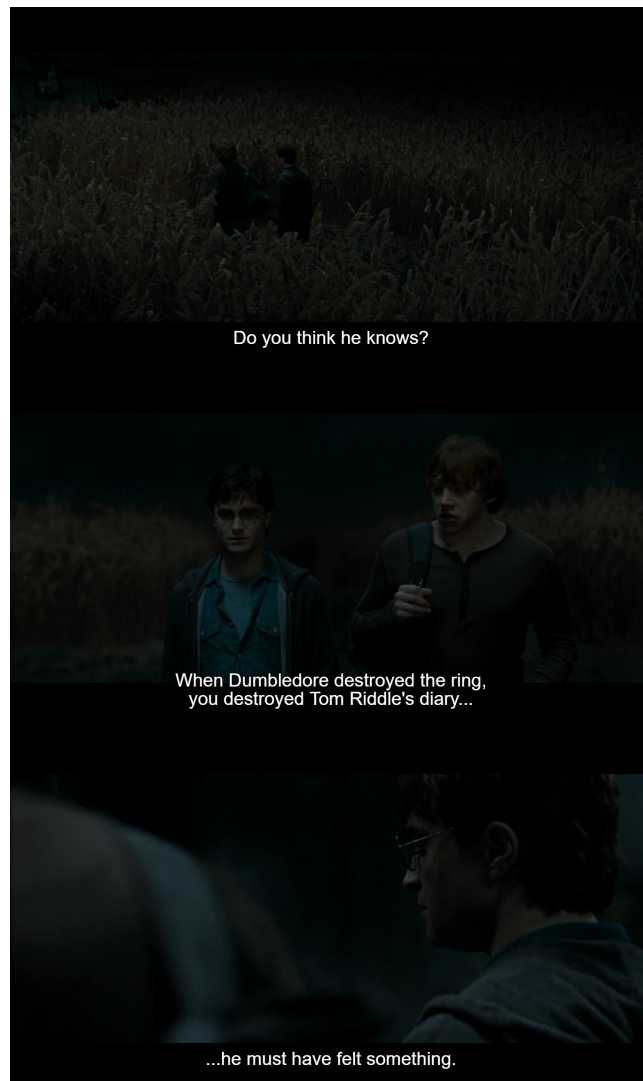 Do you think he knows?
When Dumbledore destroyed the ring,
you destroyed Tom Riddle's diary...
...he must have felt something.